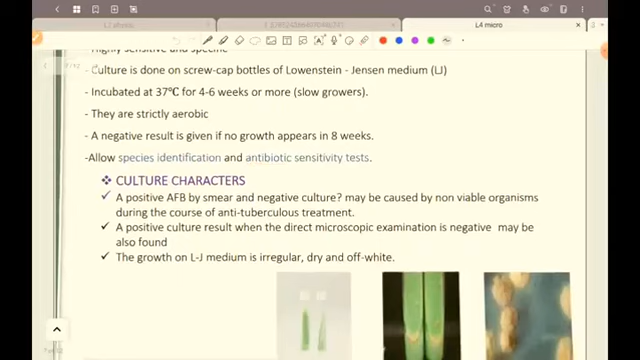 L4 micro
- Highly sensitive and specific
- Culture is done on screw-cap bottles of Lowenstein - Jensen medium (LJ)
- Incubated at 37℃ for 4-6 weeks or more (slow growers).
- They are strictly aerobic
- A negative result is given if no growth appears in 8 weeks.
-Allow species identification and antibiotic sensitivity tests.
❖ CULTURE CHARACTERS
✓ A positive AFB by smear and negative culture? may be caused by non viable organisms
during the course of anti-tuberculous treatment.
✓ A positive culture result when the direct microscopic examination is negative may be
also found
✓ The growth on L-J medium is irregular, dry and off-white.